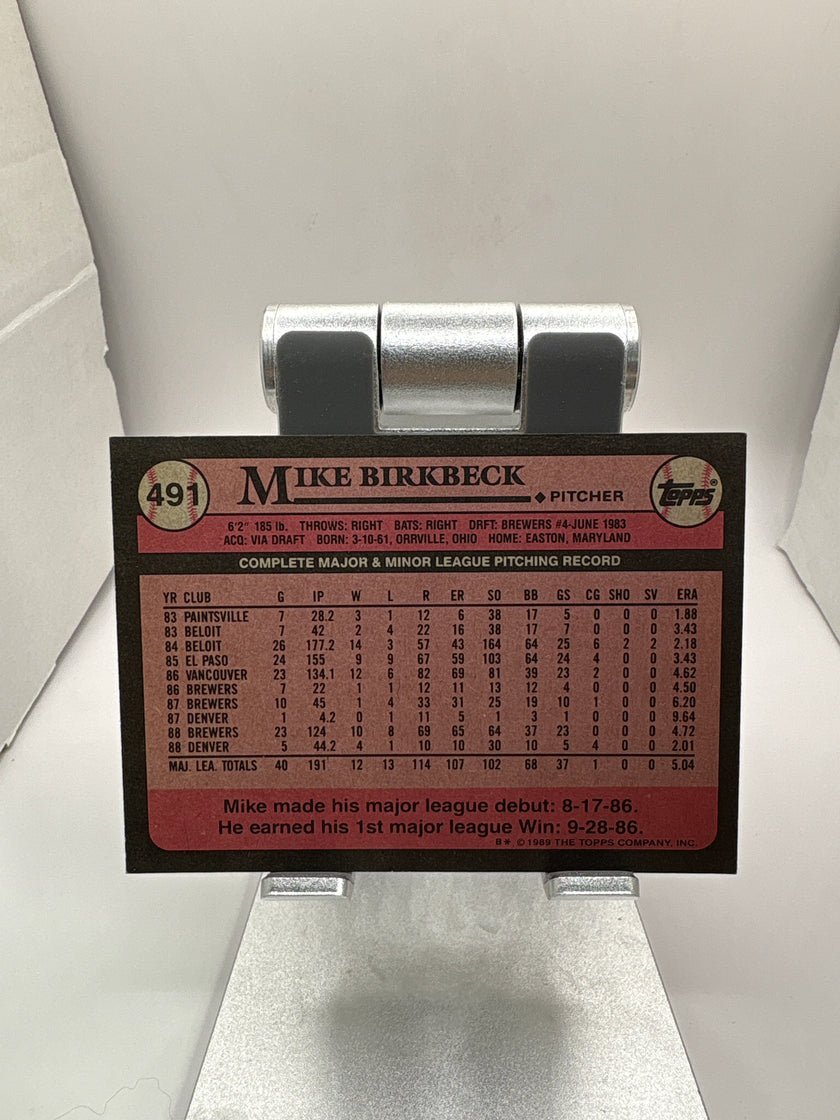 491 MIKE BIRKBECK Topps®
◆ PITCHER
6'2" 185 lb. THROWS: RIGHT BATS: RIGHT DRFT: BREWERS #4-JUNE 1983
ACQ: VIA DRAFT BORN: 3-10-61, ORRVILLE, OHIO HOME: EASTON, MARYLAND
COMPLETE MAJOR & MINOR LEAGUE PITCHING RECORD
YR CLUB G IP W L R ER SO BB GS CG SHO SV ERA
83 PAINTSVILLE 7 28.2 3 1 12 6 38 17 5 0 0 0 1.88
83 BELOIT 7 42 2 4 22 16 38 17 7 0 0 0 3.43
84 BELOIT 26 177.2 14 3 57 43 164 64 25 6 2 2 2.18
85 EL PASO 24 155 9 9 67 59 103 64 24 4 0 0 3.43
86 VANCOUVER 23 134.1 12 6 82 69 81 39 23 2 0 0 4.62
86 BREWERS 7 22 1 1 12 11 13 12 4 0 0 0 4.50
87 BREWERS 10 45 1 4 33 31 25 19 10 1 0 0 6.20
87 DENVER 1 4.2 0 1 11 5 1 3 1 0 0 0 9.64
88 BREWERS 23 124 10 8 69 65 64 37 23 0 0 0 4.72
88 DENVER 5 44.2 4 1 10 10 30 10 5 4 0 0 2.01
MAJ. LEA. TOTALS 40 191 12 13 114 107 102 68 37 1 0 0 5.04
Mike made his major league debut: 8-17-86.
He earned his 1st major league Win: 9-28-86.
B* © 1989 THE TOPPS COMPANY, INC.